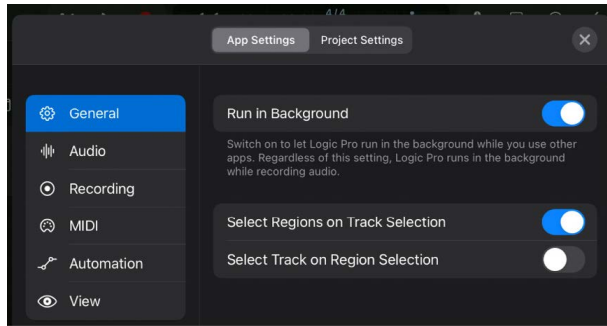 4/4
App Settings Project Settings
General
Audio
Recording
MIDI
Automation
View
Run in Background
Switch on to let Logic Pro run in the background while you use other
apps. Regardless of this setting, Logic Pro runs in the background
while recording audio.
Select Regions on Track Selection
Select Track on Region Selection